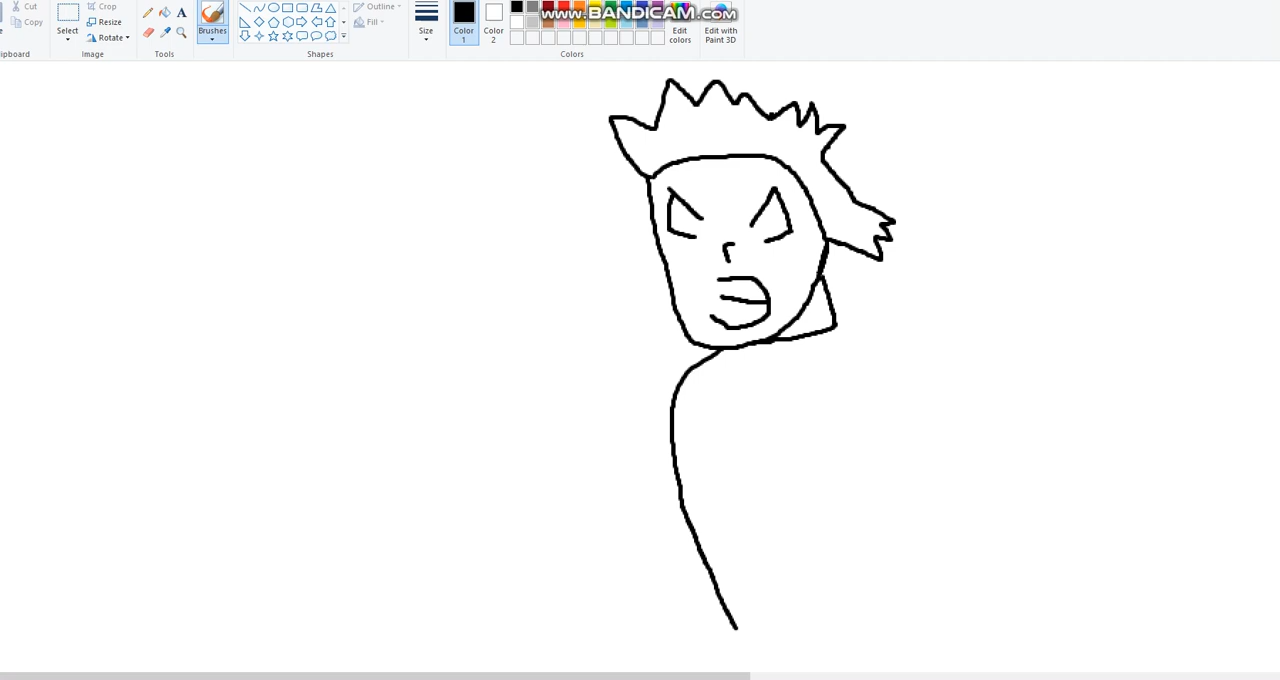 www.BANDICAM.com
Cut
Crop
Outline
Copy
Select
Resize
Fill
Rotate
Brushes
Size
Color
1
Color
2
Edit
colors
Edit with
Paint 3D
ipboard
Image
Tools
Shapes
Colors